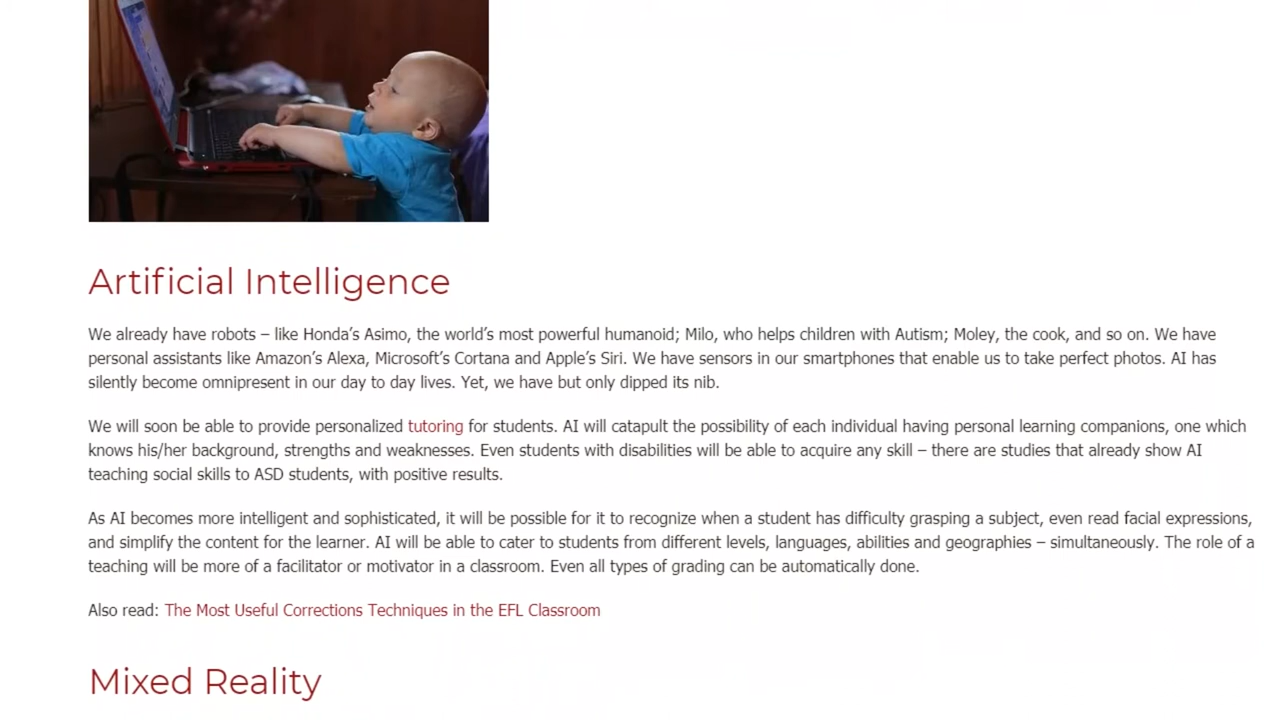 Artificial Intelligence
We already have robots – like Honda's Asimo, the world's most powerful humanoid; Milo, who helps children with Autism; Moley, the cook, and so on. We have
personal assistants like Amazon's Alexa, Microsoft's Cortana and Apple's Siri. We have sensors in our smartphones that enable us to take perfect photos. AI has
silently become omnipresent in our day to day lives. Yet, we have but only dipped its nib.
We will soon be able to provide personalized tutoring for students. AI will catapult the possibility of each individual having personal learning companions, one which
knows his/her background, strengths and weaknesses. Even students with disabilities will be able to acquire any skill – there are studies that already show AI
teaching social skills to ASD students, with positive results.
As AI becomes more intelligent and sophisticated, it will be possible for it to recognize when a student has difficulty grasping a subject, even read facial expressions,
and simplify the content for the learner. AI will be able to cater to students from different levels, languages, abilities and geographies – simultaneously. The role of a
teaching will be more of a facilitator or motivator in a classroom. Even all types of grading can be automatically done.
Also read: The Most Useful Corrections Techniques in the EFL Classroom
Mixed Reality